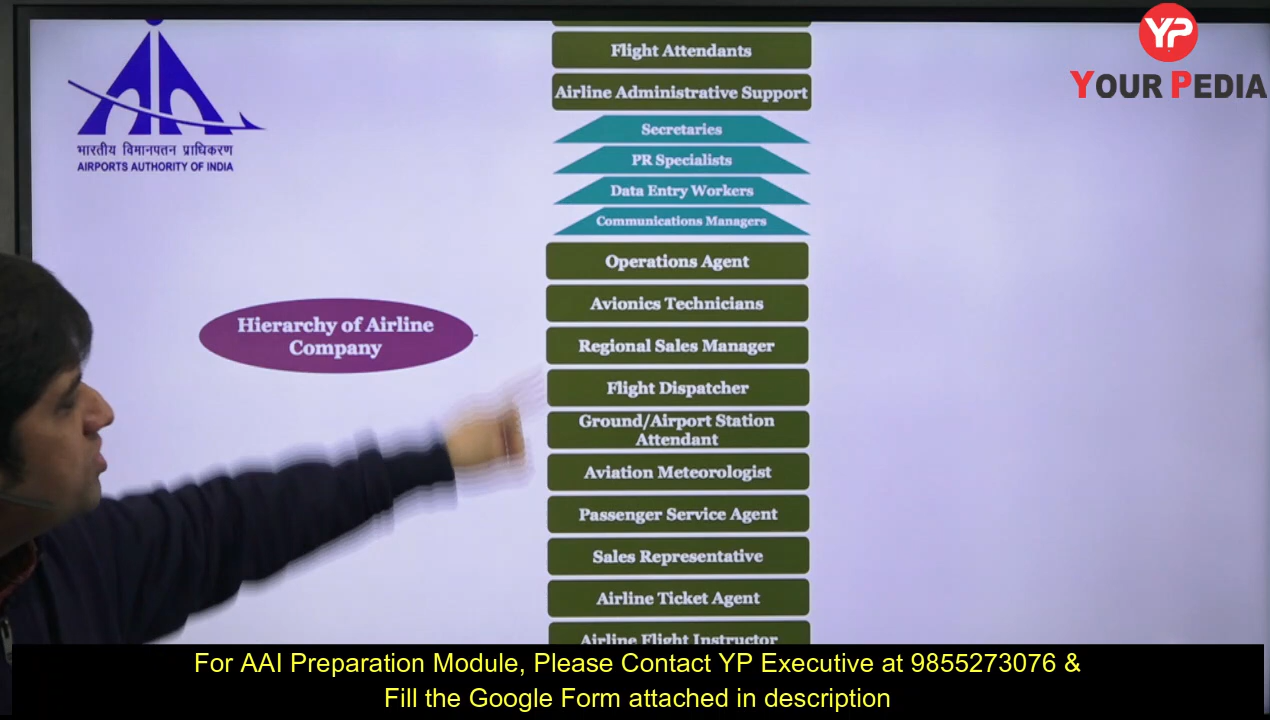 YP
YOUR PEDIA
भारतीय विमानपत्तन प्राधिकरण
AIRPORTS AUTHORITY OF INDIA
Hierarchy of Airline
Company
Flight Attendants
Airline Administrative Support
Secretaries
PR Specialists
Data Entry Workers
Communications Managers
Operations Agent
Avionics Technicians
Regional Sales Manager
Flight Dispatcher
Ground/Airport Station
Attendant
Aviation Meteorologist
Passenger Service Agent
Sales Representative
Airline Ticket Agent
Airline Flight Instructor
For AAI Preparation Module, Please Contact YP Executive at 9855273076 &
Fill the Google Form attached in description